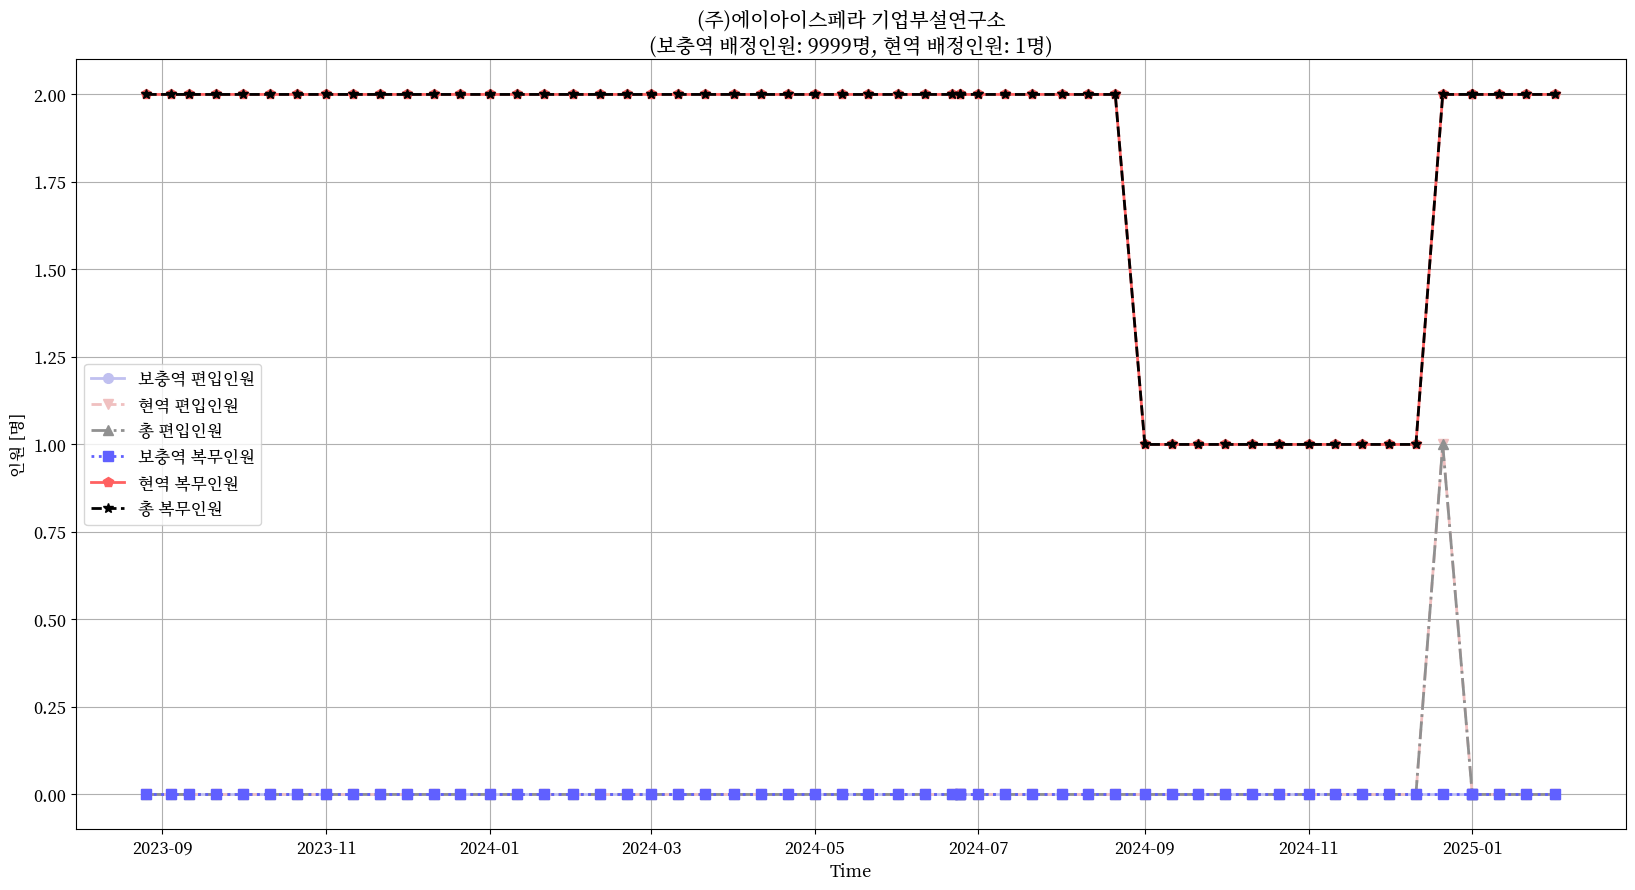 (주)에이아이스페라 기업부설연구소
(보충역 배정인원: 9999명, 현역 배정인원: 1명)
인원 [명]
2.00
1.75
1.50
1.25
1.00
0.75
0.50
0.25
0.00
보충역 편입인원
현역 편입인원
총 편입인원
보충역 복무인원
현역 복무인원
총 복무인원
2023-09 2023-11 2024-01 2024-03 2024-05 2024-07 2024-09 2024-11 2025-01
Time